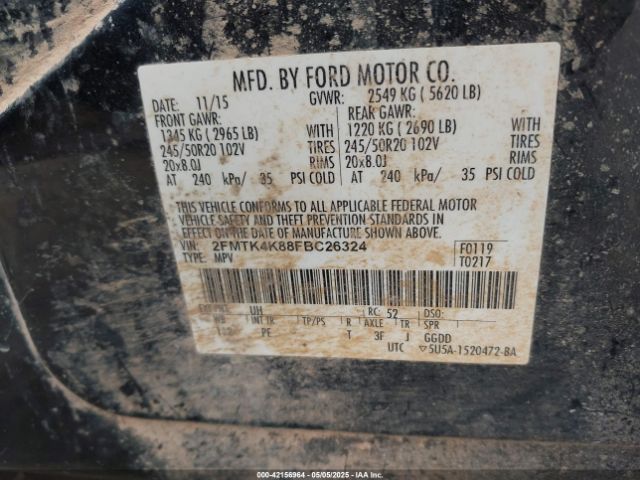 MFD. BY FORD MOTOR CO.
DATE: 11/15 GVWR: 2549 KG ( 5620 LB)
FRONT GAWR: REAR GAWR:
1345 KG ( 2965 LB) WITH 1220 KG ( 2690 LB) WITH
245/50R20 102V TIRES 245/50R20 102V TIRES
20x8.0J RIMS 20x8.0J RIMS
AT 240 kPa/ 35 PSI COLD AT 240 kPa/ 35 PSI COLD
THIS VEHICLE CONFORMS TO ALL APPLICABLE FEDERAL MOTOR
VEHICLE SAFETY AND THEFT PREVENTION STANDARDS IN
EFFECT ON THE DATE OF MANUFACTURE SHOWN ABOVE.
VIN: 2FMTK4K88FBC26324 F0119
TYPE: MPV T0217
EXT PNT: UH RC: 52 DSO:
WB INT TR TP/PS R AXLE TR SPR
PE T 3F J GGDD
UTC ▽5U5A-1520472-BA
000-42156964 - 05/05/2025 - IAA Inc.